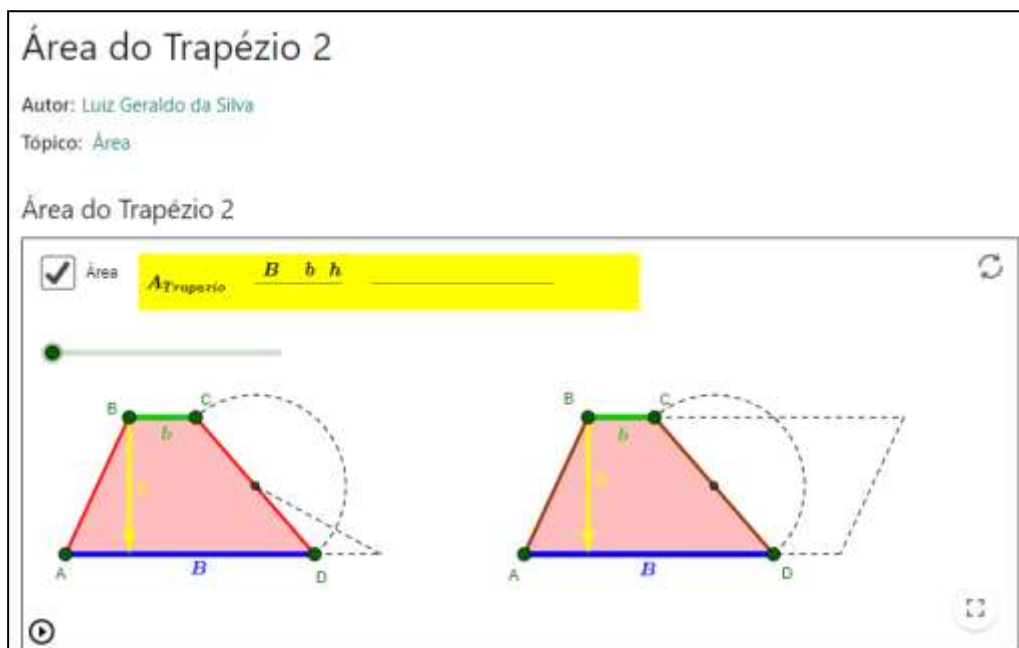 Área do Trapézio 2
Autor: Luiz Geraldo da Silva
Tópico: Área
Área do Trapézio 2
Área
A_Trapezio B b h
B C
b
A B D
B C
b
A B D